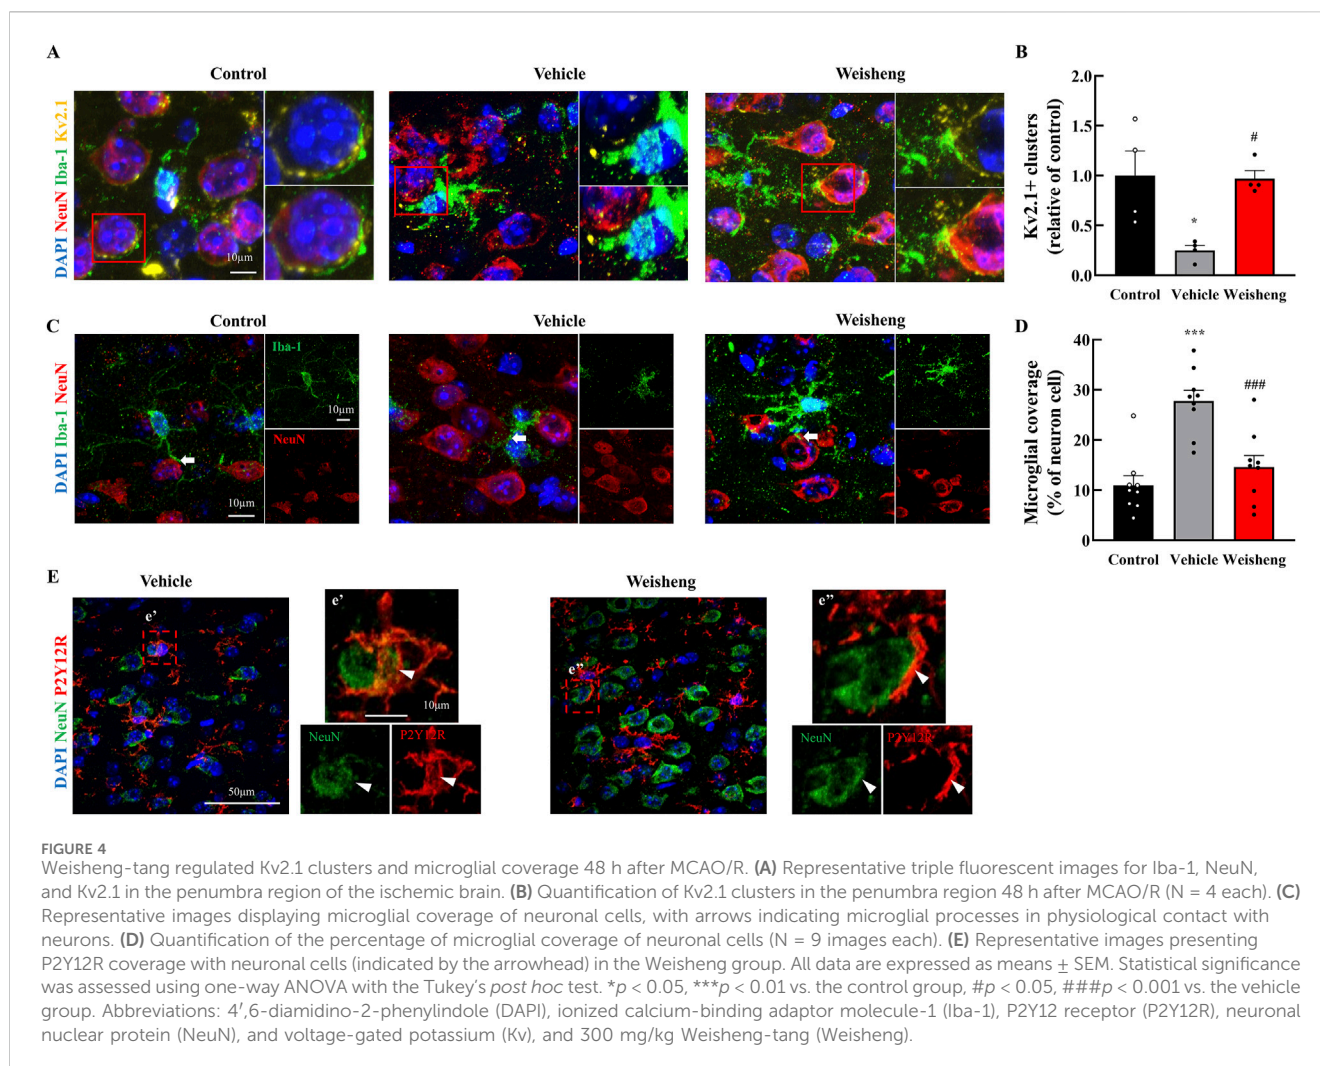 A
Control
Vehicle
Weisheng
DAPI NeuN Iba-1 Kv2.1
10µm
B
Kv2.1+ clusters
(relative of control)
2.0
1.5
1.0
0.5
0.0
*
#
Control Vehicle Weisheng
C
Control
Vehicle
Weisheng
DAPI Iba-1 NeuN
Iba-1
10µm
NeuN
10µm
D
Microglial coverage
(% of neuron cell)
40
30
20
10
0
***
###
Control Vehicle Weisheng
E
Vehicle
Weisheng
DAPI NeuN P2Y12R
e’
50µm
e’
10µm
NeuN
P2Y12R
e”
e”
NeuN
P2Y12R
FIGURE 4
Weisheng-tang regulated Kv2.1 clusters and microglial coverage 48 h after MCAO/R. (A) Representative triple fluorescent images for Iba-1, NeuN,
and Kv2.1 in the penumbra region of the ischemic brain. (B) Quantification of Kv2.1 clusters in the penumbra region 48 h after MCAO/R (N = 4 each). (C)
Representative images displaying microglial coverage of neuronal cells, with arrows indicating microglial processes in physiological contact with
neurons. (D) Quantification of the percentage of microglial coverage of neuronal cells (N = 9 images each). (E) Representative images presenting
P2Y12R coverage with neuronal cells (indicated by the arrowhead) in the Weisheng group. All data are expressed as means ± SEM. Statistical significance
was assessed using one-way ANOVA with the Tukey’s post hoc test. *p < 0.05, ***p < 0.01 vs. the control group, #p < 0.05, ###p < 0.001 vs. the vehicle
group. Abbreviations: 4′,6-diamidino-2-phenylindole (DAPI), ionized calcium-binding adaptor molecule-1 (Iba-1), P2Y12 receptor (P2Y12R), neuronal
nuclear protein (NeuN), and voltage-gated potassium (Kv), and 300 mg/kg Weisheng-tang (Weisheng).